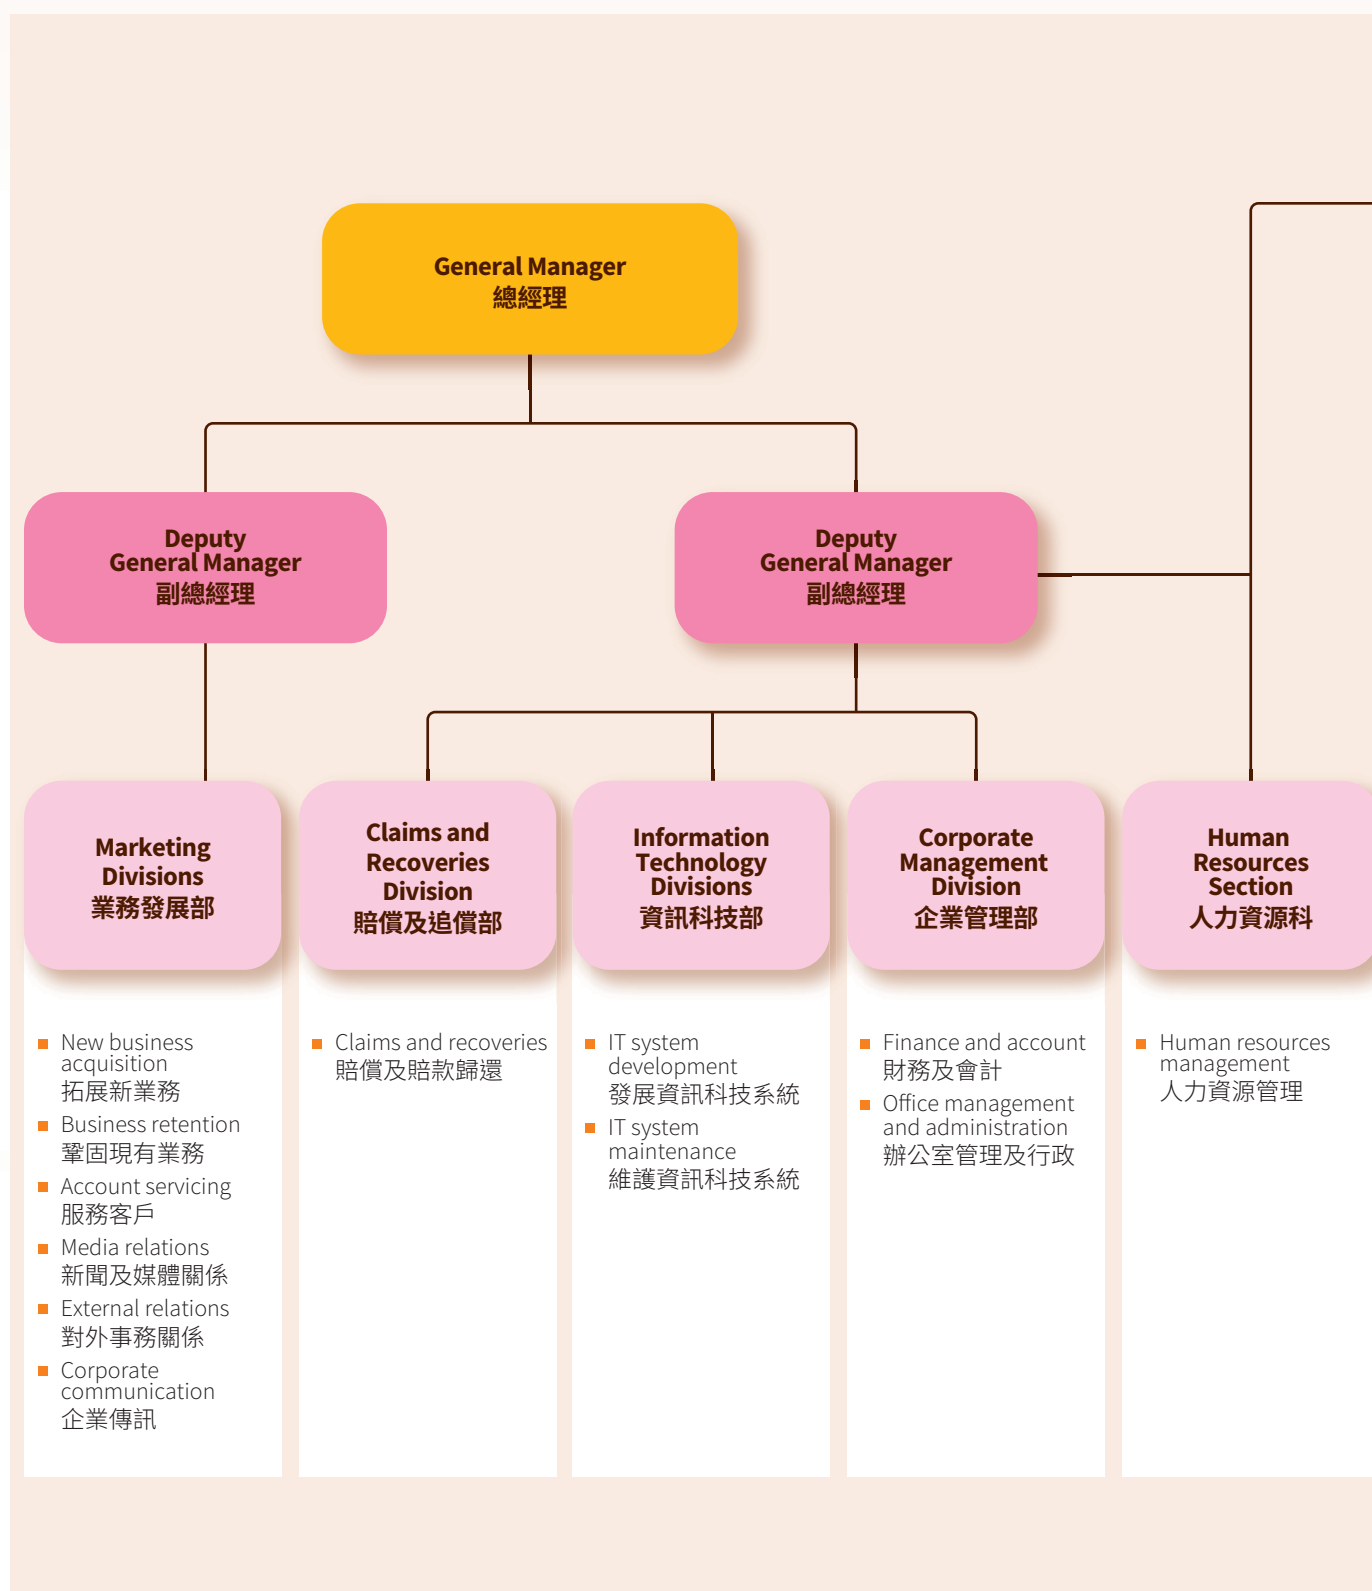 General Manager
總經理
Deputy
General Manager
副總經理
Deputy
General Manager
副總經理
Marketing
Divisions
業務發展部
Claims and
Recoveries
Division
賠償及追償部
Information
Technology
Divisions
資訊科技部
Corporate
Management
Division
企業管理部
Human
Resources
Section
人力資源科
New business
acquisition
拓展新業務
Business retention
鞏固現有業務
Account servicing
服務客戶
Media relations
新聞及媒體關係
External relations
對外事務關係
Corporate
communication
企業傳訊
Claims and recoveries
賠償及賠款歸還
IT system
development
發展資訊科技系統
IT system
maintenance
維護資訊科技系統
Finance and account
財務及會計
Office management
and administration
辦公室管理及行政
Human resources
management
人力資源管理